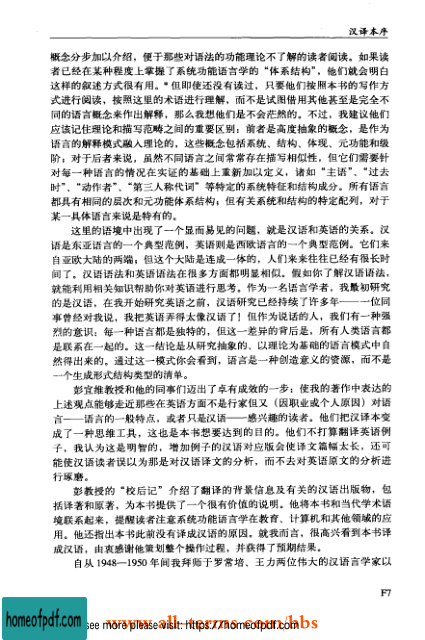 汉译本序
概念分步加以介绍，便于那些对语法的功能理论不了解的读者阅读。如果读
者已经在某种程度上掌握了系统功能语言学的“体系结构”，他们就会明白
这样的叙述方式很有用。*但即使还没有读过，只要他们按照本书的写作方
式进行阅读，按照这里的术语进行理解，而不是试图借用其他甚至是完全不
同的语言概念来作出解释，那么我想他们是不会茫然的。不过，我建议他们
应该记住理论和描写范畴之间的重要区别：前者是高度抽象的概念，是作为
语言的解释模式融入理论的，这些概念包括系统、结构、体现、元功能和级
阶；对于后者来说，虽然不同语言之间常常存在描写相似性，但它们需要针
对每一种语言的情况在实证的基础上重新加以定义，诸如“主语”、“过去
时”、“动作者”、“第三人称代词”等特定的系统特征和结构成分。所有语言
都具有相同的层次和元功能体系结构；但有关系统和结构的特定配列，对于
某一具体语言来说是特有的。
这里的语境中出现了一个显而易见的问题，就是汉语和英语的关系。汉
语是东亚语言的一个典型范例，英语则是西欧语言的一个典型范例。它们来
自亚欧大陆的两端；但这个大陆是连成一体的，人们来来往往已经有很长时
间了。汉语语法和英语语法在很多方面都明显相似。假如你了解汉语语法，
就能利用相关知识帮助你对英语进行思考。作为一名语言学者，我最初研究
的是汉语，在我开始研究英语之前，汉语研究已经持续了许多年——一位同
事曾经对我说，我把英语弄得太像汉语了！但作为说话的人，我们有一种强
烈的意识：每一种语言都是独特的，但这一差异的背后是，所有人类语言都
是联系在一起的。这一结论是从研究抽象的、以理论为基础的语言模式中自
然得出来的。通过这一模式你会看到，语言是一种创造意义的资源，而不是
一个生成形式结构类型的清单。
彭宣维教授和他的同事们迈出了卓有成效的一步；使我的著作中表达的
上述观点能够走近那些在英语方面不是行家但又（因职业或个人原因）对语
言——语言的一般特点，或者只是汉语——感兴趣的读者。他们把汉译本变
成了一种思维工具，这也是本书想要达到的目的。他们不打算翻译英语例
子，我认为这是明智的，增加例子的汉语对应版会使译文篇幅太长，还可
能使汉语读者误以为那是对汉语译文的分析，而不去对英语原文的分析进
行琢磨。
彭教授的“校后记”介绍了翻译的背景信息及有关的汉语出版物，包
括译著和原著，为本书提供了一个很有价值的说明。他将本书和当代学术语
境联系起来，提醒读者注意系统功能语言学在教育、计算机和其他领域的应
用。他还指出本书此前没有译成汉语的原因。就我而言，很高兴看到本书译
成汉语，由衷感谢他策划整个操作过程，并获得了预期结果。
自从1948—1950年间我拜师于罗常培、王力两位伟大的汉语言学家以
F7
homeofpdf.com
see more please visit: https://homeofpdf.com